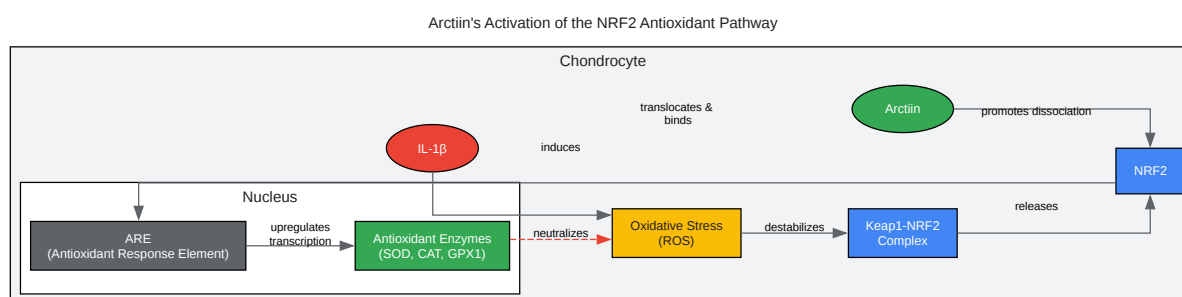 Arctiin's Activation of the NRF2 Antioxidant Pathway
Chondrocyte
translocates &
binds
Arctiin
promotes dissociation
IL-1β
induces
NRF2
Nucleus
ARE
(Antioxidant Response Element)
upregulates
transcription
Antioxidant Enzymes
(SOD, CAT, GPX1)
neutralizes
Oxidative Stress
(ROS)
destabilizes
Keap1-NRF2
Complex
releases